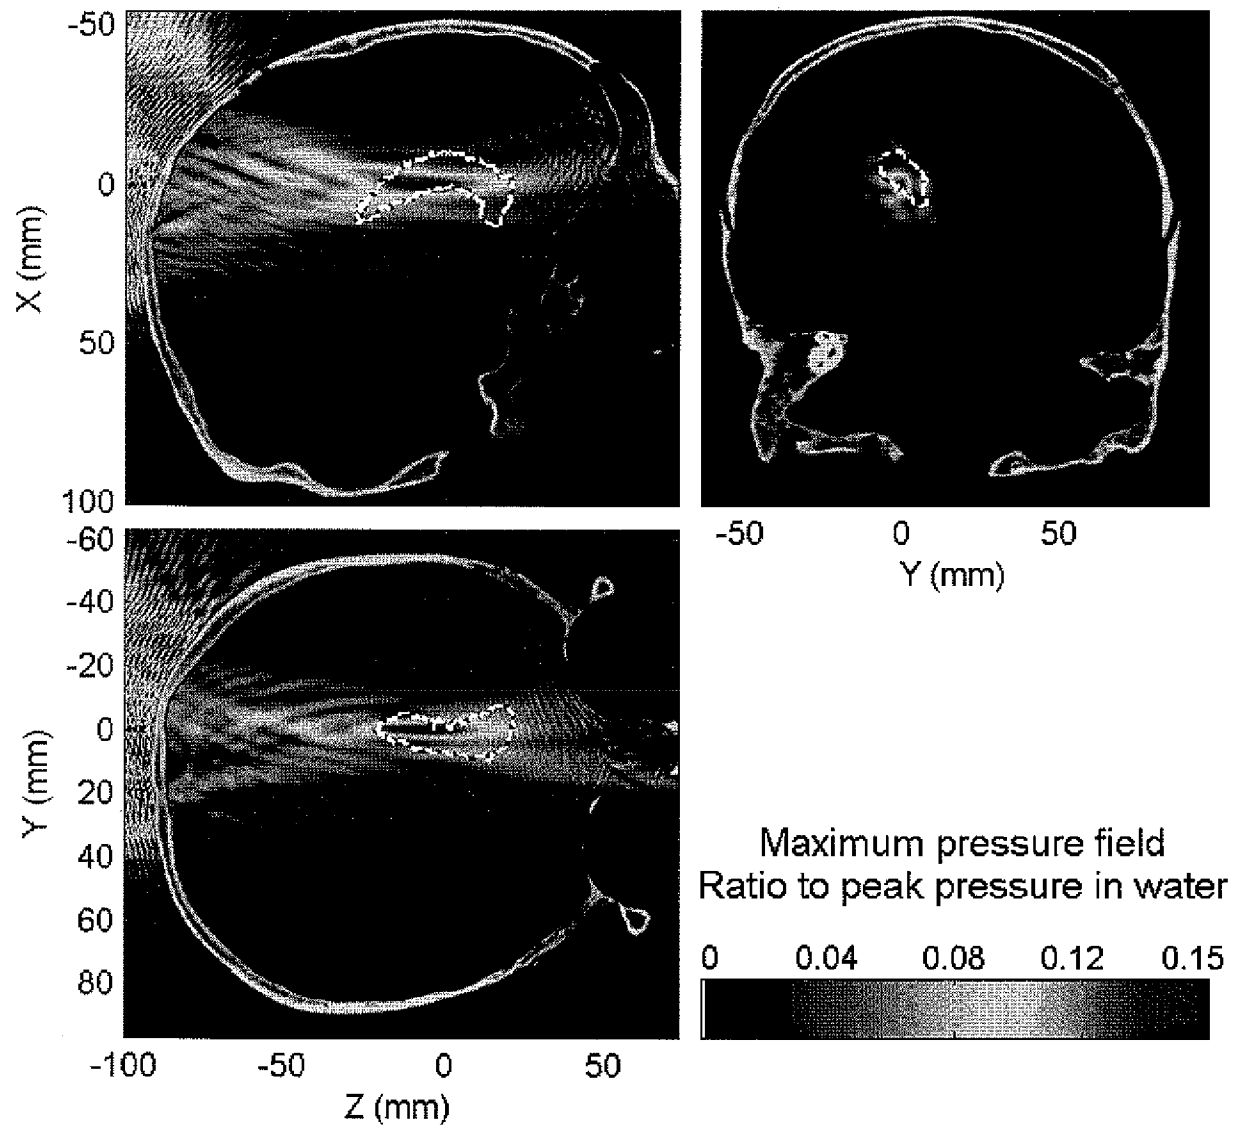 -50
0
50
100
X (mm)
-50 0 50
Y (mm)
-60
-40
-20
0
20
40
60
80
Y (mm)
-100 -50 0 50
Z (mm)
Maximum pressure field
Ratio to peak pressure in water
0 0.04 0.08 0.12 0.15